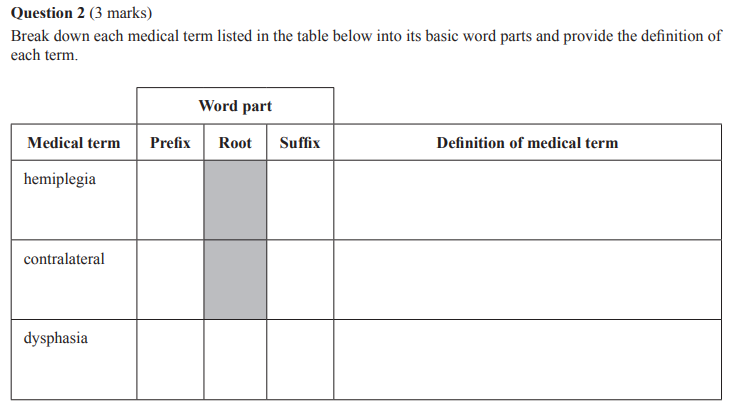 Question 2 (3 marks)
Break down each medical term listed in the table below into its basic word parts and provide the definition of
each term.
Word part
Medical term Prefix Root Suffix Definition of medical term
hemiplegia
contralateral
dysphasia